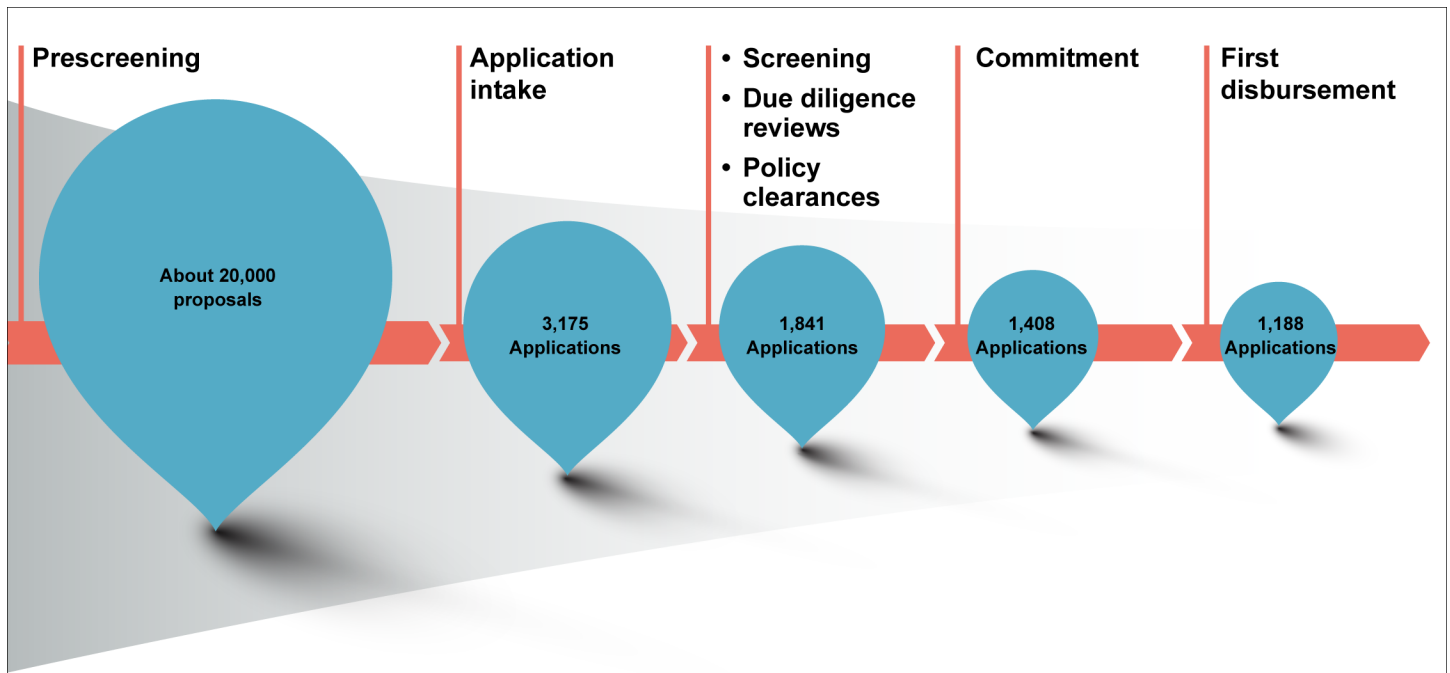 Prescreening
Application
intake
• Screening
• Due diligence
reviews
• Policy
clearances
Commitment
First
disbursement
About 20,000
proposals
3,175
Applications
1,841
Applications
1,408
Applications
1,188
Applications